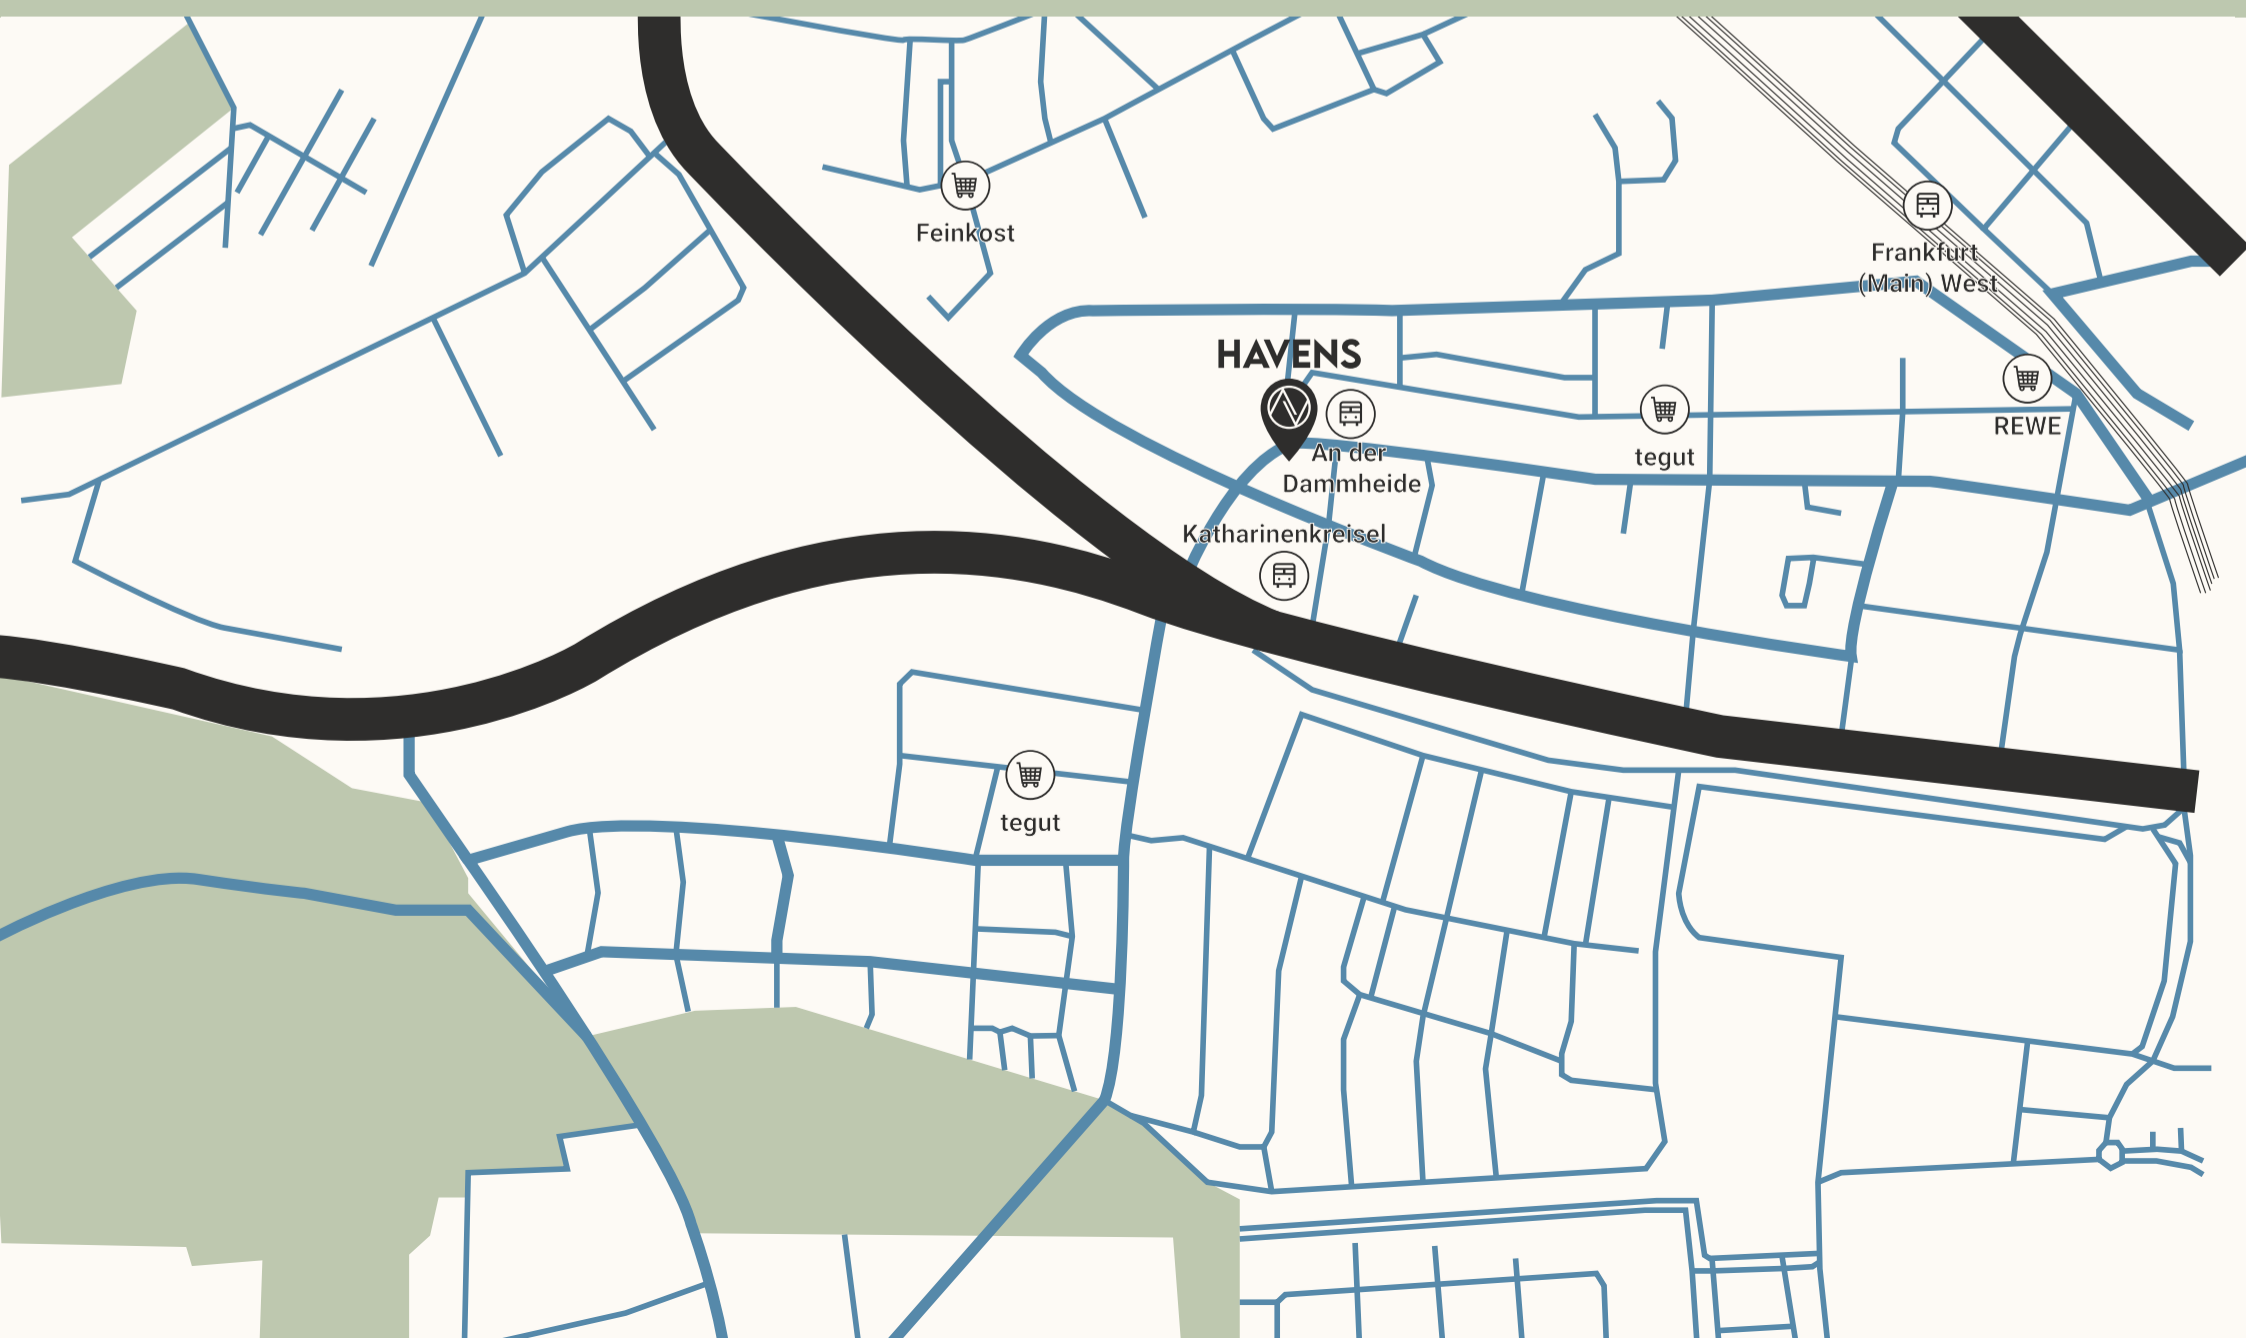 Feinkost
Frankfurt
(Main) West
HAVENS
REWE
tegut
An der
Dammheide
Katharinenkreisel
tegut